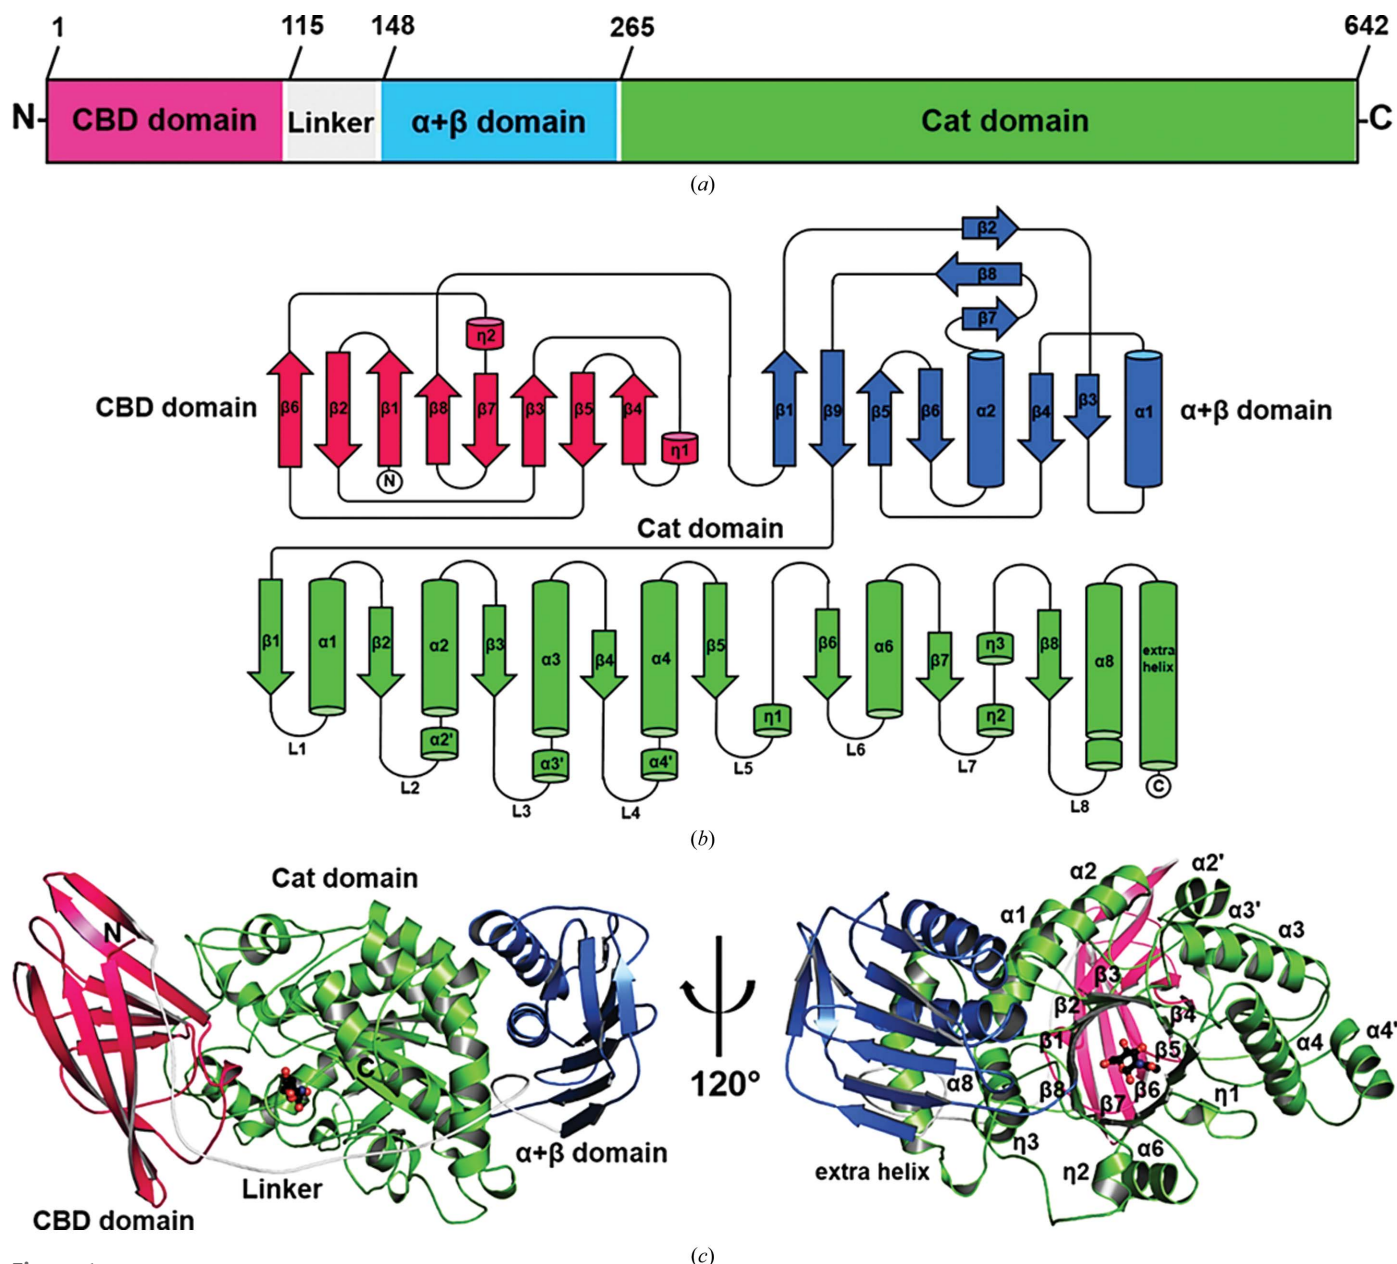 1 115 148 265 642
N- CBD domain Linker α+β domain Cat domain -C
(a)
β2
β8
η2 β7
CBD domain β6 β2 β1 β8 β7 β3 β5 β4 η1 β1 β9 β5 β6 α2 β4 β3 α1 α+β domain
N
Cat domain
β1 α1 β2 α2 β3 α3 β4 α4 β5 β6 α6 β7 η3 β8 α8 extra helix
α2' α3' α4' η1 η2
L1 L2 L3 L4 L5 L6 L7 L8 C
(b)
Cat domain
N
C
Linker
α+β domain
CBD domain
120°
α2 α2'
α1 α3' α3
β3
β2 β4
β1 β5 α4 α4'
α8 β8 β7 β6 η1
extra helix η3 η2 α6
(c)